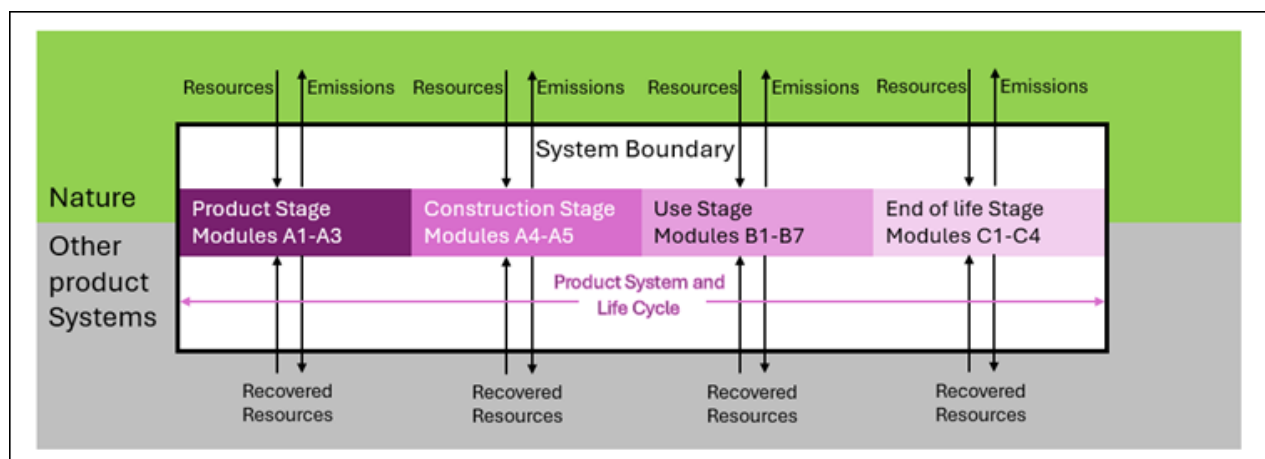 Resources Emissions Resources Emissions Resources Emissions Resources Emissions
System Boundary
Nature
Product Stage
Modules A1-A3
Construction Stage
Modules A4-A5
Use Stage
Modules B1-B7
End of life Stage
Modules C1-C4
Other
product
Systems
Product System and
Life Cycle
Recovered
Resources
Recovered
Resources
Recovered
Resources
Recovered
Resources